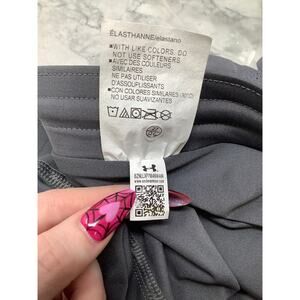 ÉLASTHANNE/elastano
▪WITH LIKE COLORS. DO
NOT USE SOFTENERS
▪AVEC DES COULEURS
SIMILAIRES
NE PAS UTILISER
D'ASSOUPLISSANTS
▪CON COLORES SIMILARES
NO USAR SUAVIZANTES